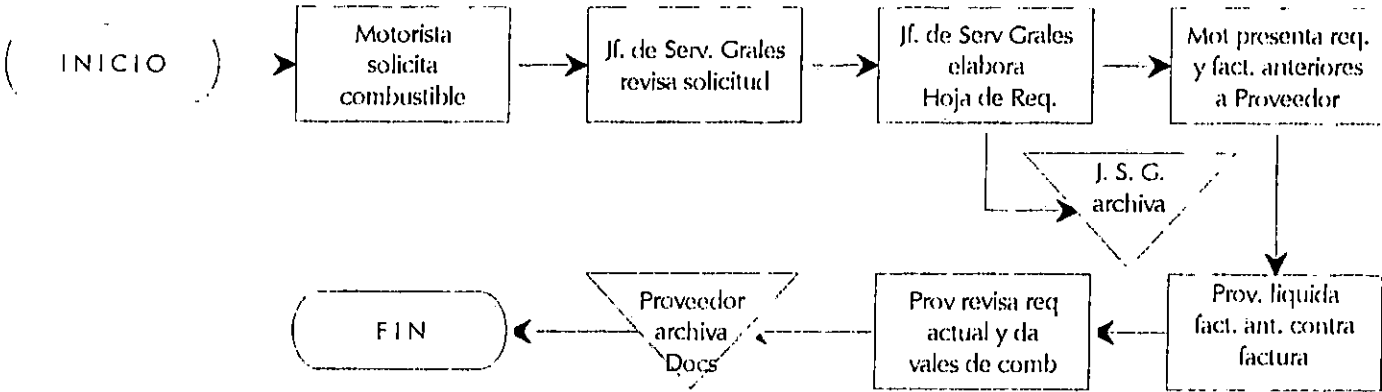 INICIO
Motorista
solicita
combustible
Jf. de Serv. Grales
revisa solicitud
Jf. de Serv Grales
elabora
Hoja de Req.
Mot presenta req.
y fact. anteriores
a Proveedor
J. S. G.
archiva
Prov. liquida
fact. ant. contra
factura
Prov revisa req
actual y da
vales de comb
Proveedor
archiva
Docs
FIN